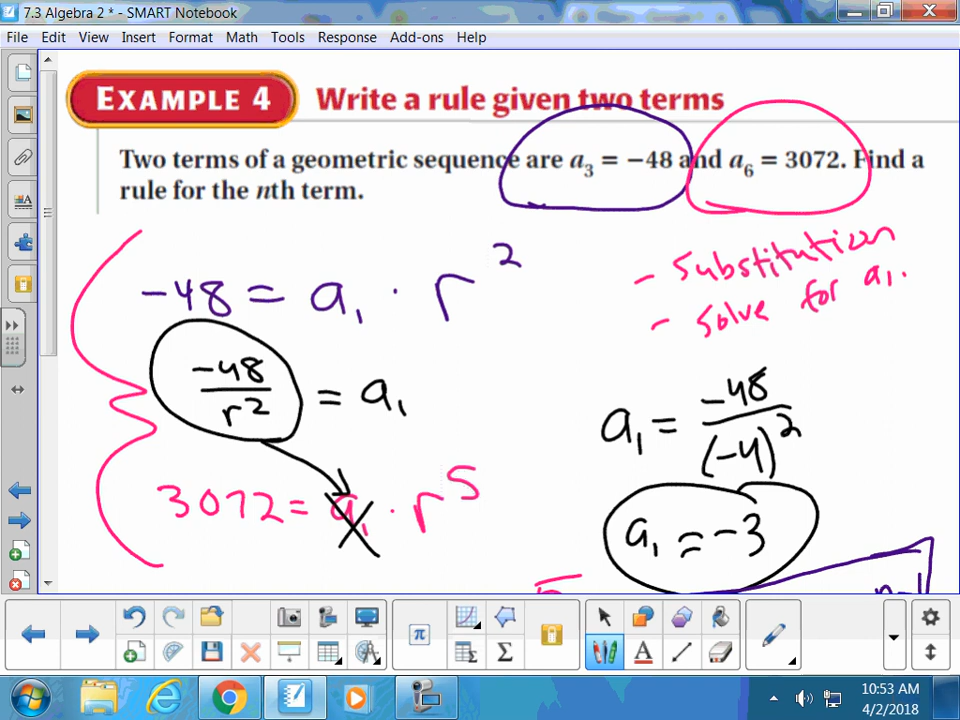 7.3 Algebra 2 * - SMART Notebook
File Edit View Insert Format Math Tools Response Add-ons Help
EXAMPLE 4 Write a rule given two terms
Two terms of a geometric sequence are a₃ = −48 and a₆ = 3072. Find a
rule for the nth term.
- Substitution
- Solve for a₁.
-48 = a₁ · r²
-48/r² = a₁
a₁ = -48/(-4)²
3072 = a₁ · r⁵
a₁ = -3
π
Σ
A
10:53 AM
4/2/2018